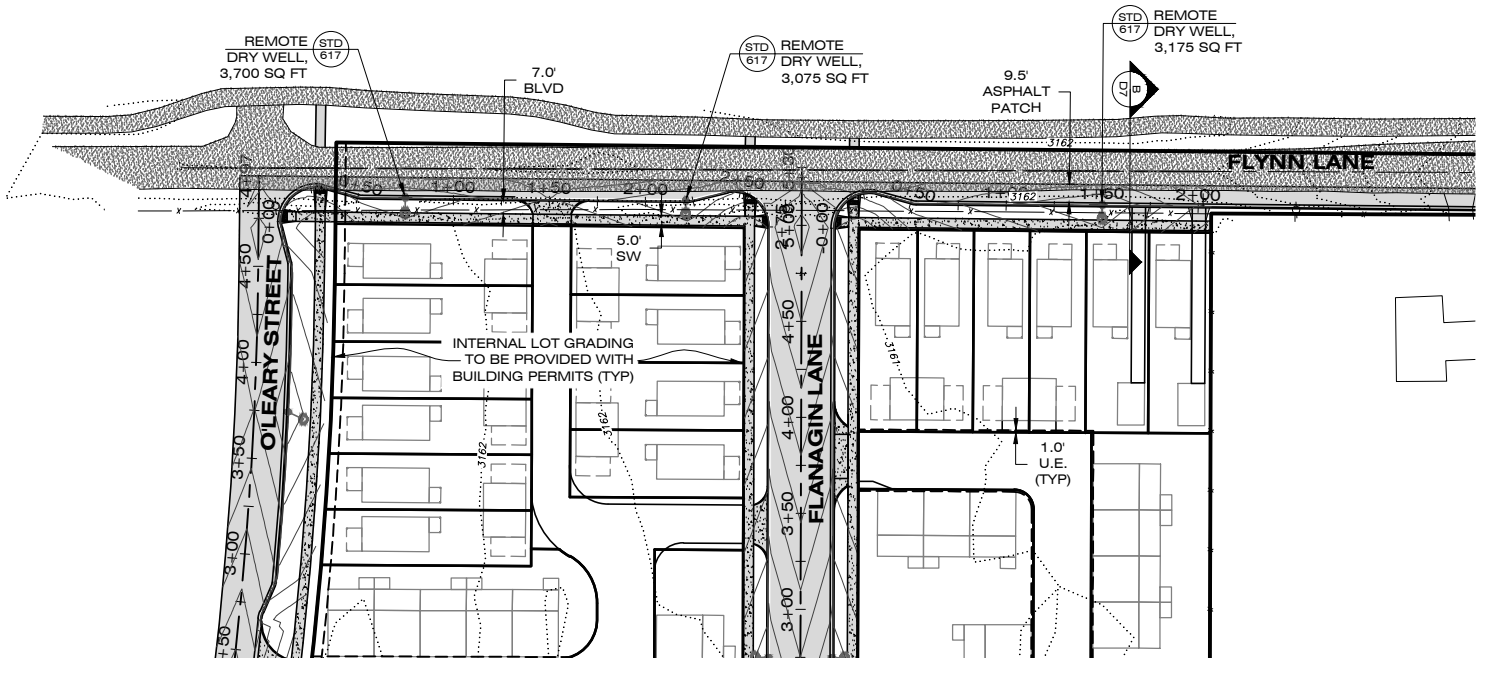 REMOTE
DRY WELL,
3,700 SQ FT
STD
617
7.0'
BLVD
STD
617
REMOTE
DRY WELL,
3,075 SQ FT
9.5'
ASPHALT
PATCH
STD
617
REMOTE
DRY WELL,
3,175 SQ FT
B
D7
3162
FLYNN LANE
1+00
1+50
2+00
2+50
0+50
3162
1+50
2+00
0+00
5+00
5.0'
SW
4+50
O'LEARY STREET
4+00
3+50
3+00
INTERNAL LOT GRADING
TO BE PROVIDED WITH
BUILDING PERMITS (TYP)
3162
3162
4+50
FLANAGIN LANE
4+00
3+50
3+00
3161
1.0'
U.E.
(TYP)
+50